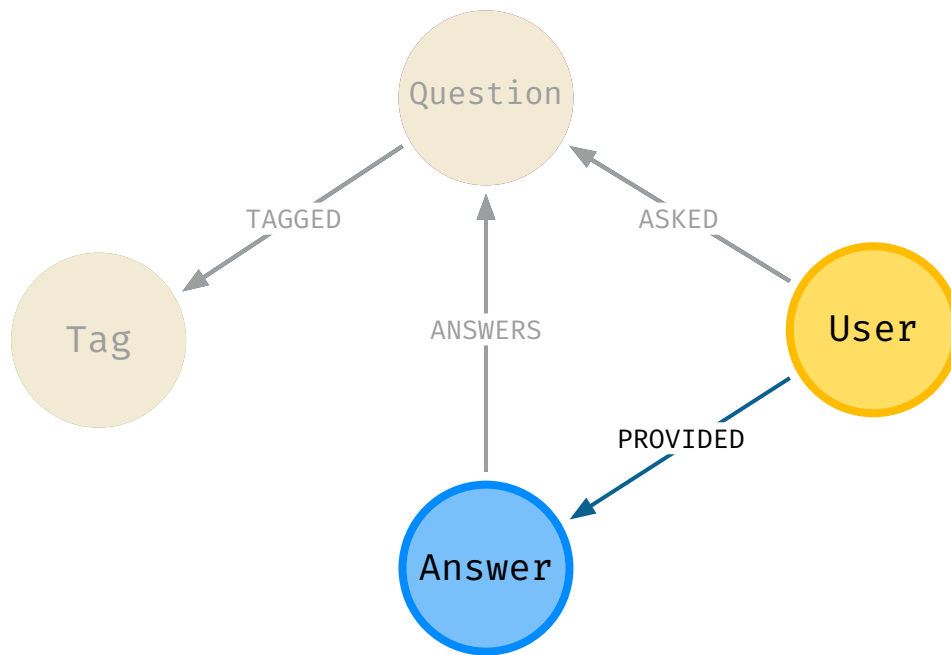 Question
TAGGED
ASKED
Tag
ANSWERS
User
PROVIDED
Answer